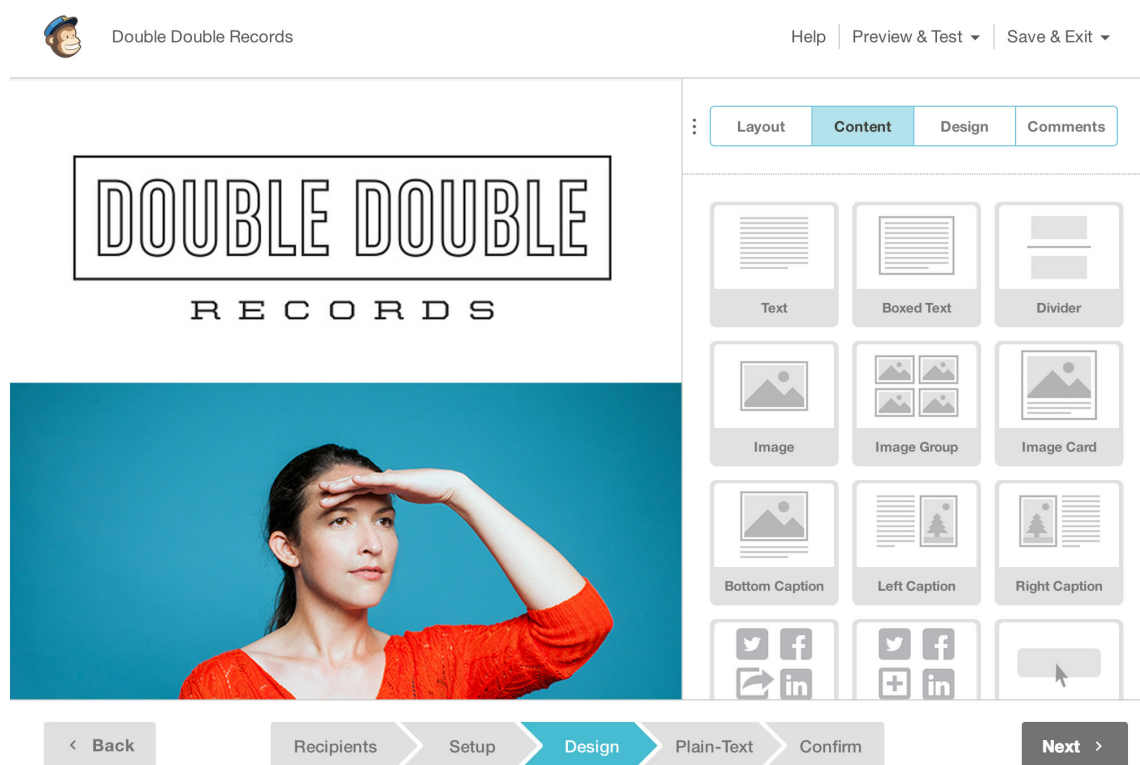 Double Double Records
Help
Preview & Test
Save & Exit
DOUBLE DOUBLE
RECORDS
Layout
Content
Design
Comments
Text
Boxed Text
Divider
Image
Image Group
Image Card
Bottom Caption
Left Caption
Right Caption
in
in
Back
Recipients
Setup
Design
Plain-Text
Confirm
Next